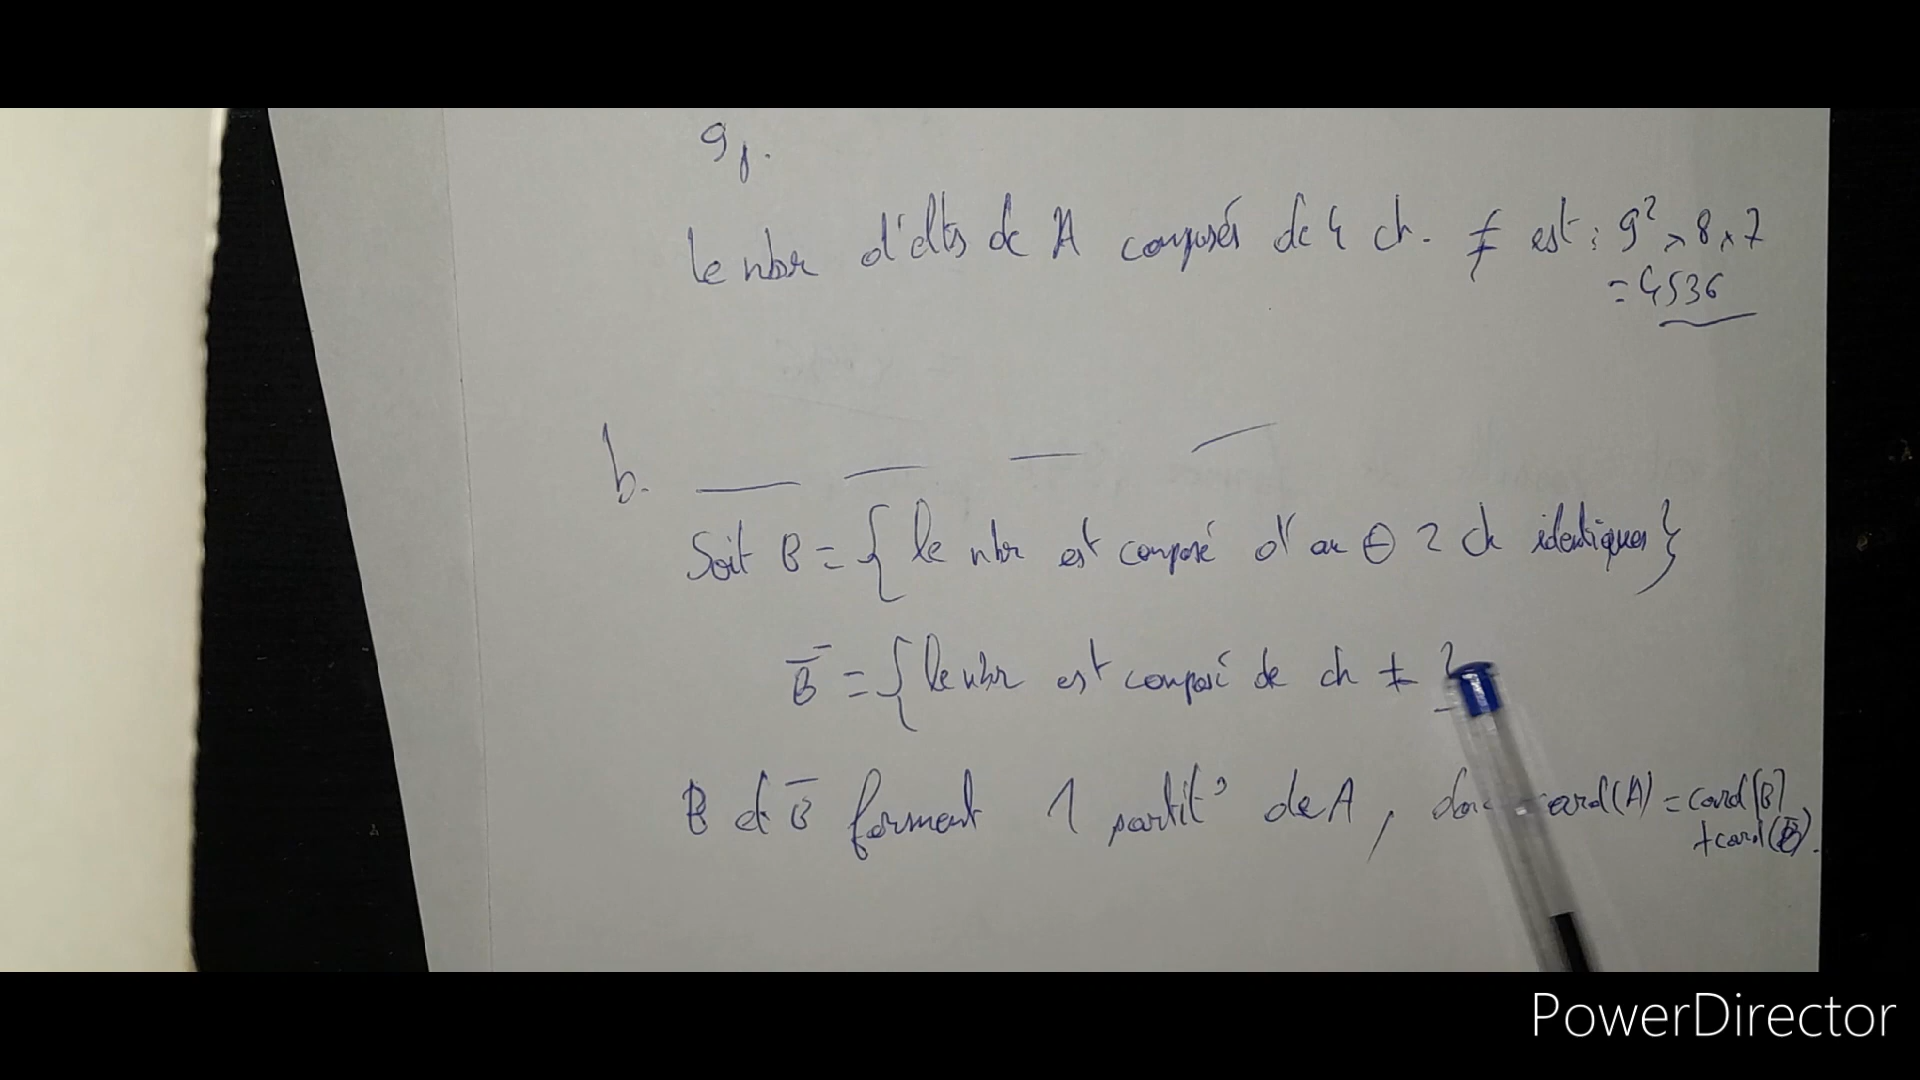 le nbr d'elts de A composés de 4 ch. ≠ est : 9² × 8 × 7
= 4536
b.
Soit B = { le nbr est composé d'au ⊖ 2 ch identiques }
B̅ = { le nbr est composé de ch ≠ }
B et B̅ forment 1 partit° de A, donc card(A) = card(B)
+ card(B̅).
PowerDirector